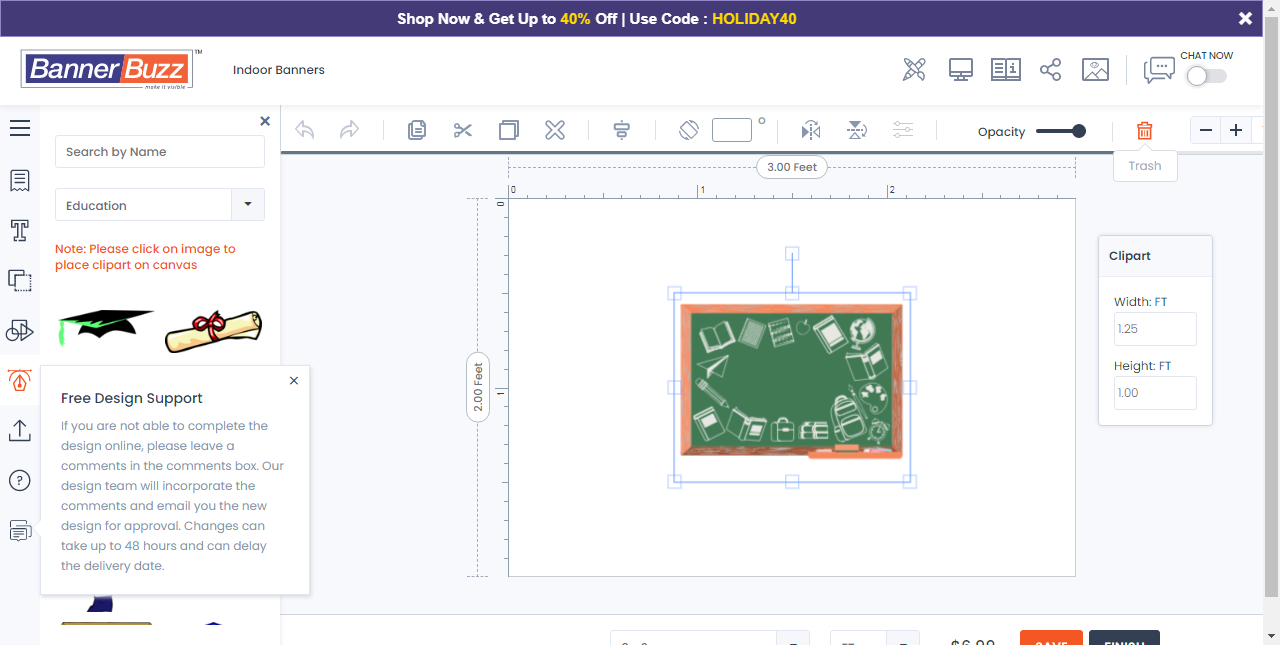 Shop Now & Get Up to 40% Off | Use Code : HOLIDAY40
BannerBuzz™
make it visible
Indoor Banners
CHAT NOW
Search by Name
Education
Note: Please click on image to
place clipart on canvas
Opacity
Trash
3.00 Feet
0 1 2
0
1
2.00 Feet
Clipart
Width: FT
1.25
Height: FT
1.00
Free Design Support
If you are not able to complete the
design online, please leave a
comments in the comments box. Our
design team will incorporate the
comments and email you the new
design for approval. Changes can
take up to 48 hours and can delay
the delivery date.
$6.99
SAVE
FINISH